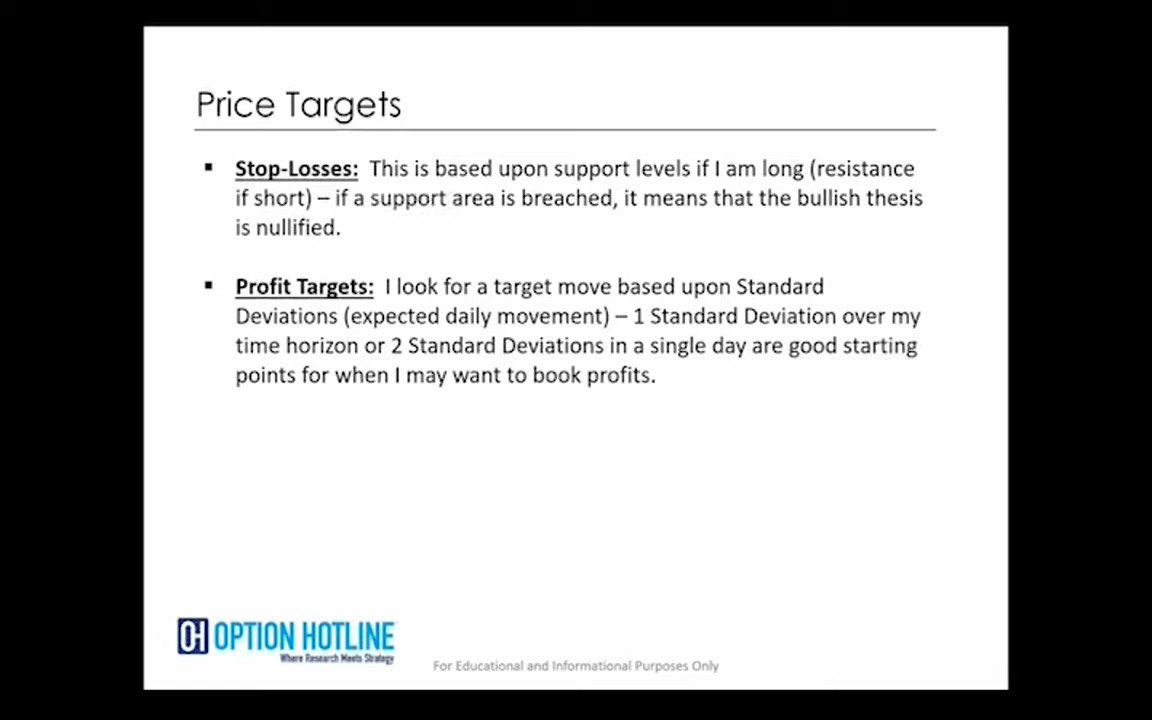 Price Targets
▪ Stop-Losses: This is based upon support levels if I am long (resistance
if short) – if a support area is breached, it means that the bullish thesis
is nullified.
▪ Profit Targets: I look for a target move based upon Standard
Deviations (expected daily movement) – 1 Standard Deviation over my
time horizon or 2 Standard Deviations in a single day are good starting
points for when I may want to book profits.
OH OPTION HOTLINE
Where Research Meets Strategy
For Educational and Informational Purposes Only